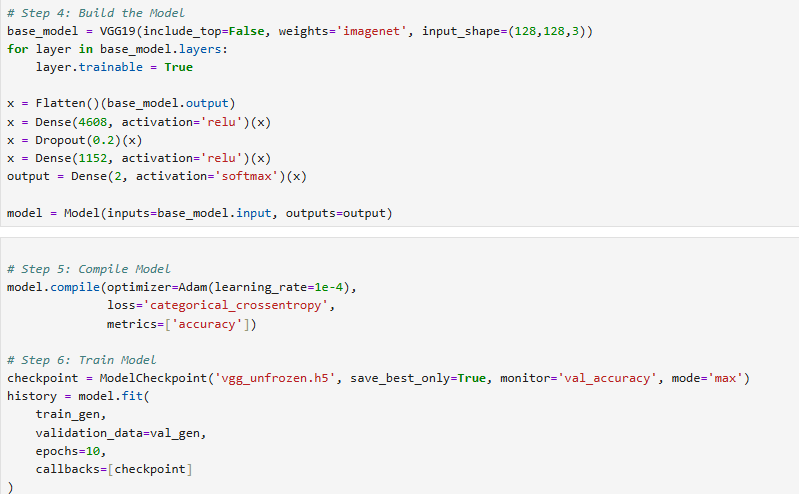 # Step 4: Build the Model
base_model = VGG19(include_top=False, weights='imagenet', input_shape=(128,128,3))
for layer in base_model.layers:
    layer.trainable = True

x = Flatten()(base_model.output)
x = Dense(4608, activation='relu')(x)
x = Dropout(0.2)(x)
x = Dense(1152, activation='relu')(x)
output = Dense(2, activation='softmax')(x)

model = Model(inputs=base_model.input, outputs=output)

# Step 5: Compile Model
model.compile(optimizer=Adam(learning_rate=1e-4),
              loss='categorical_crossentropy',
              metrics=['accuracy'])

# Step 6: Train Model
checkpoint = ModelCheckpoint('vgg_unfrozen.h5', save_best_only=True, monitor='val_accuracy', mode='max')
history = model.fit(
    train_gen,
    validation_data=val_gen,
    epochs=10,
    callbacks=[checkpoint]
)